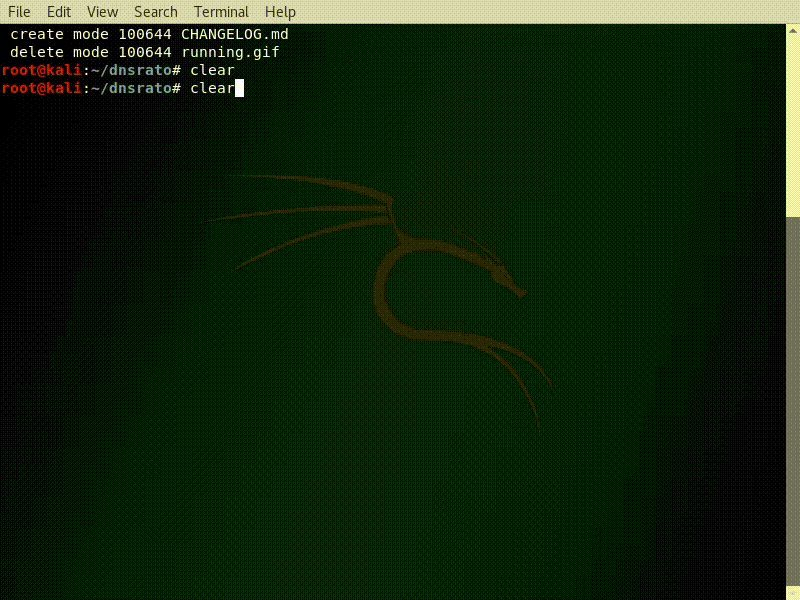 File Edit View Search Terminal Help
create mode 100644 CHANGELOG.md
delete mode 100644 running.gif
root@kali:~/dnsrato# clear
root@kali:~/dnsrato# clear